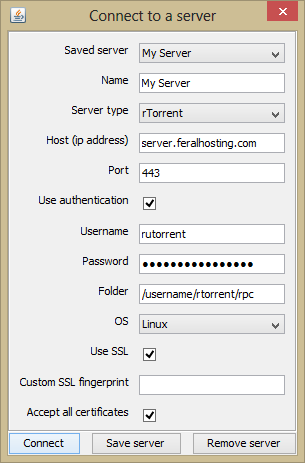 Connect to a server
Saved server My Server
Name My Server
Server type rTorrent
Host (ip address) server.feralhosting.com
Port 443
Use authentication
Username rutorrent
Password ●●●●●●●●●●●●●●●●
Folder /username/rtorrent/rpc
OS Linux
Use SSL
Custom SSL fingerprint
Accept all certificates
Connect Save server Remove server